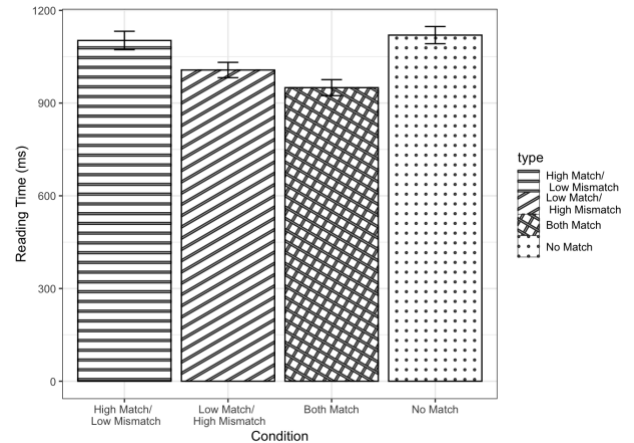 1200
900
600
300
0
Reading Time (ms)
High Match/
Low Mismatch
Low Match/
High Mismatch
Both Match
No Match
Condition
type
High Match/
Low Mismatch
Low Match/
High Mismatch
Both Match
No Match